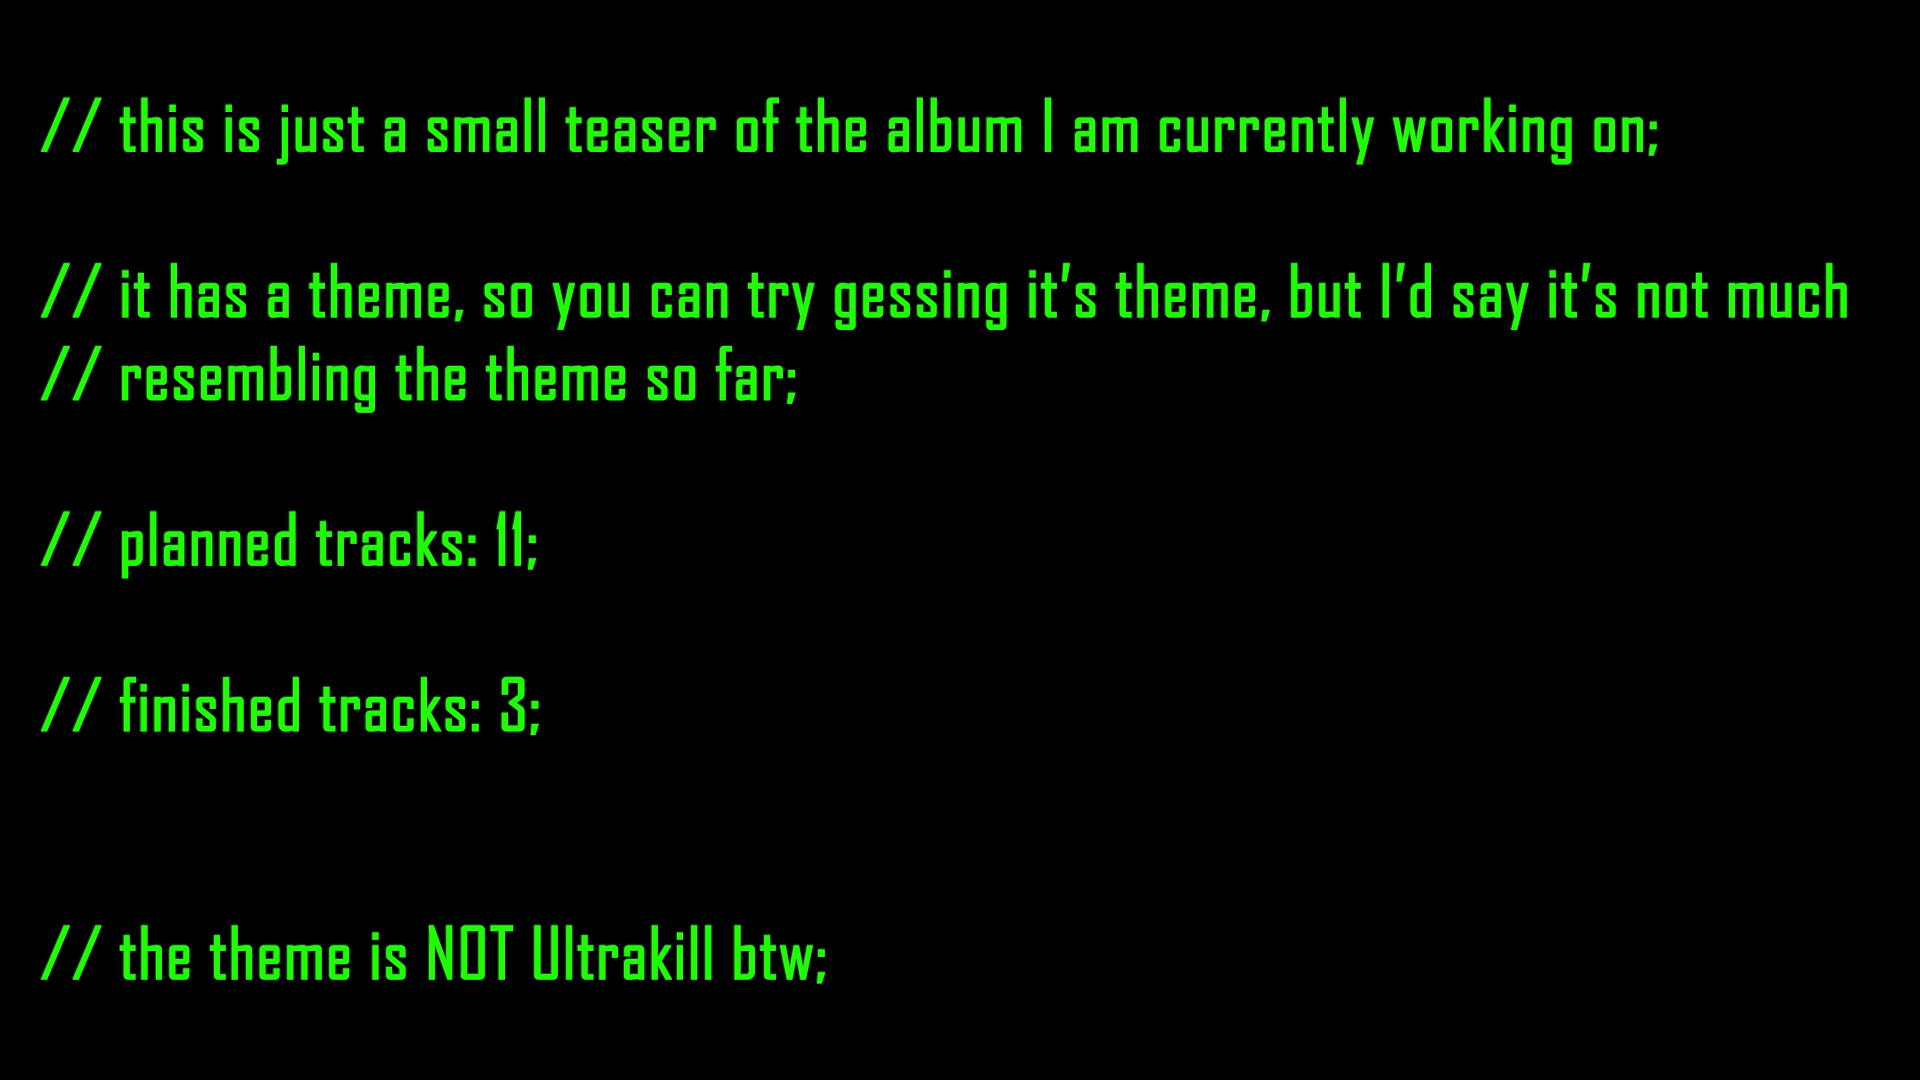 // this is just a small teaser of the album I am currently working on;
// it has a theme, so you can try gessing it’s theme, but I’d say it’s not much
// resembling the theme so far;
// planned tracks: 11;
// finished tracks: 3;
// the theme is NOT Ultrakill btw;